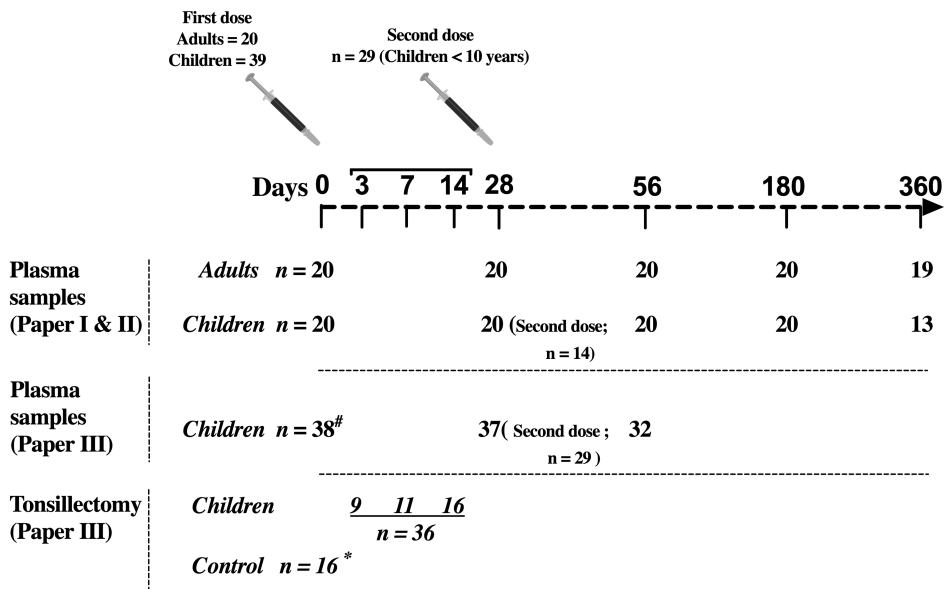 First dose
Adults = 20
Children = 39
Second dose
n = 29 (Children < 10 years)
Days 0 3 7 14 28 56 180 360
Plasma
samples
(Paper I & II)
Adults n = 20 20 20 20 19
Children n = 20 20 (Second dose; 20 20 13
n = 14)
Plasma
samples
(Paper III)
Children n = 38# 37( Second dose ; 32
n = 29 )
Tonsillectomy
(Paper III)
Children 9 11 16
n = 36
Control n = 16 *